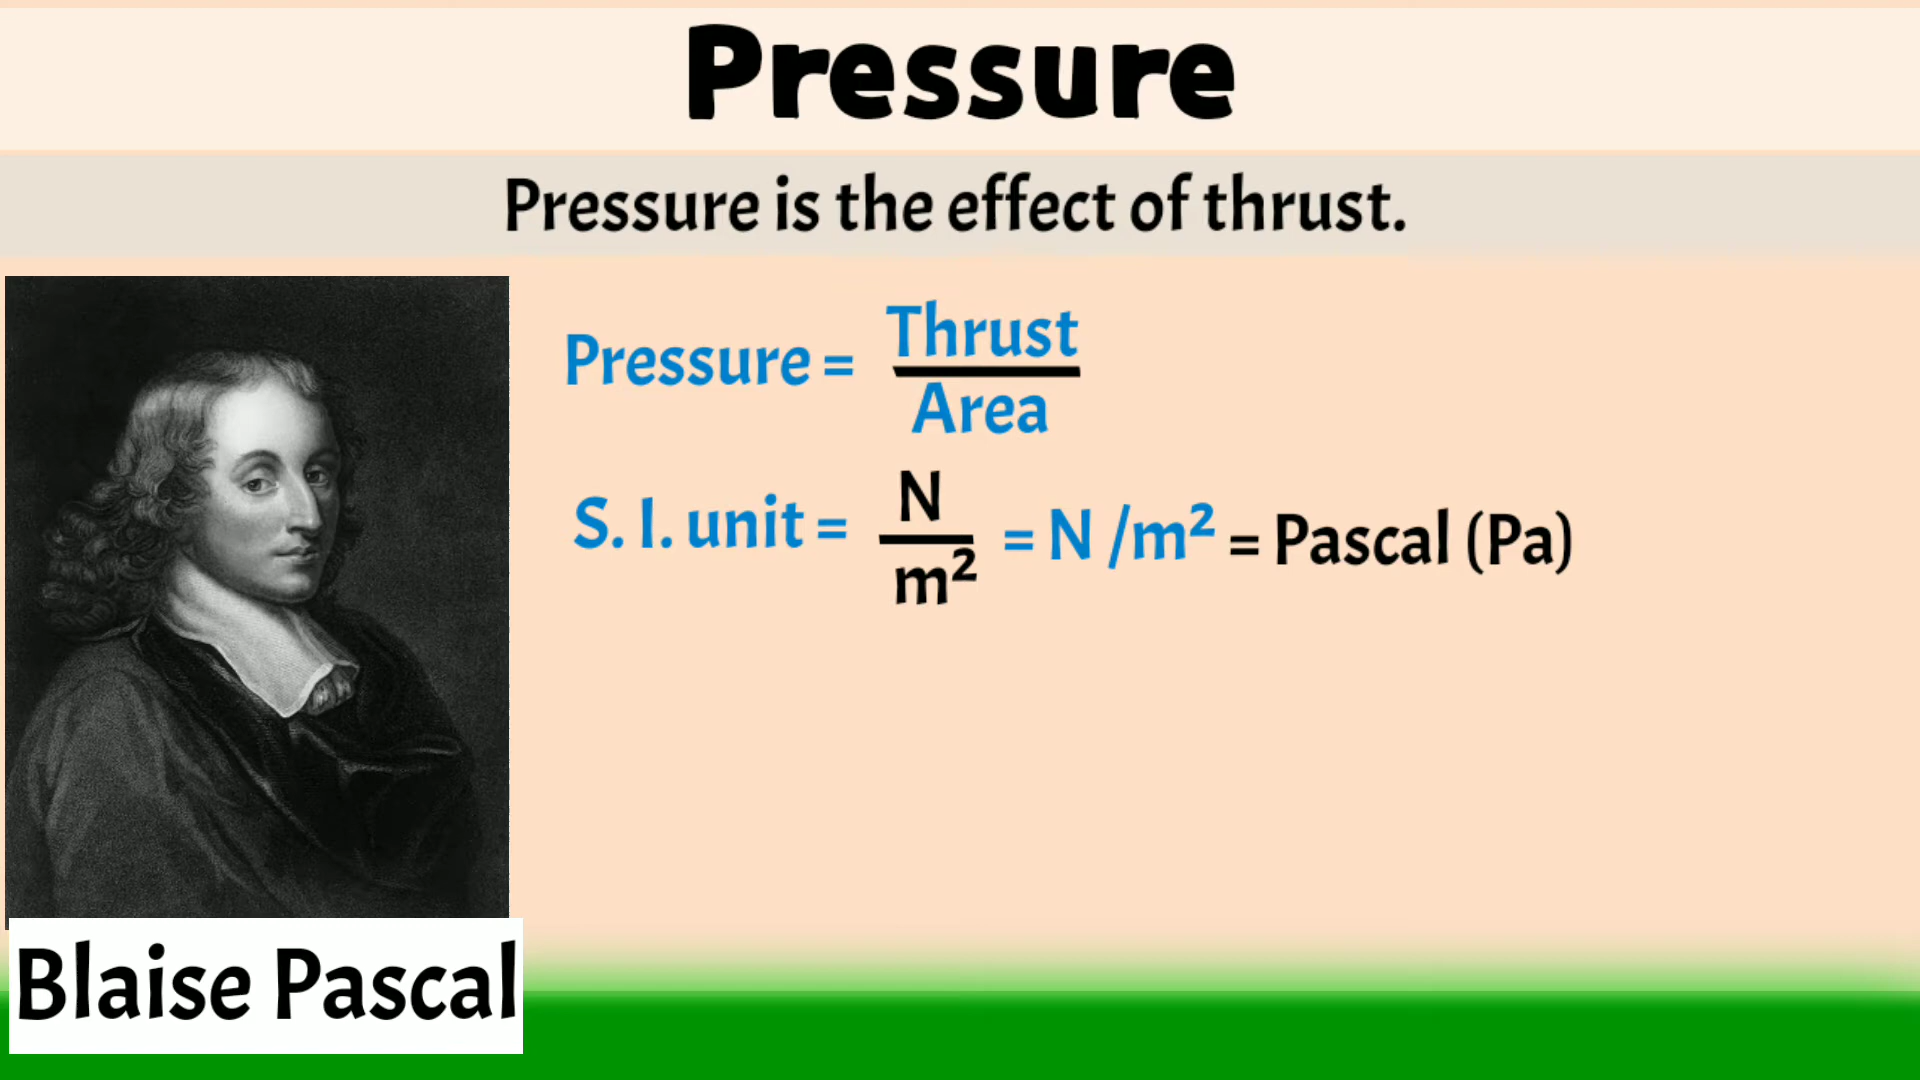 Pressure
Pressure is the effect of thrust.
Pressure = Thrust
Area
S. I. unit = N
m² = N /m² = Pascal (Pa)
Blaise Pascal